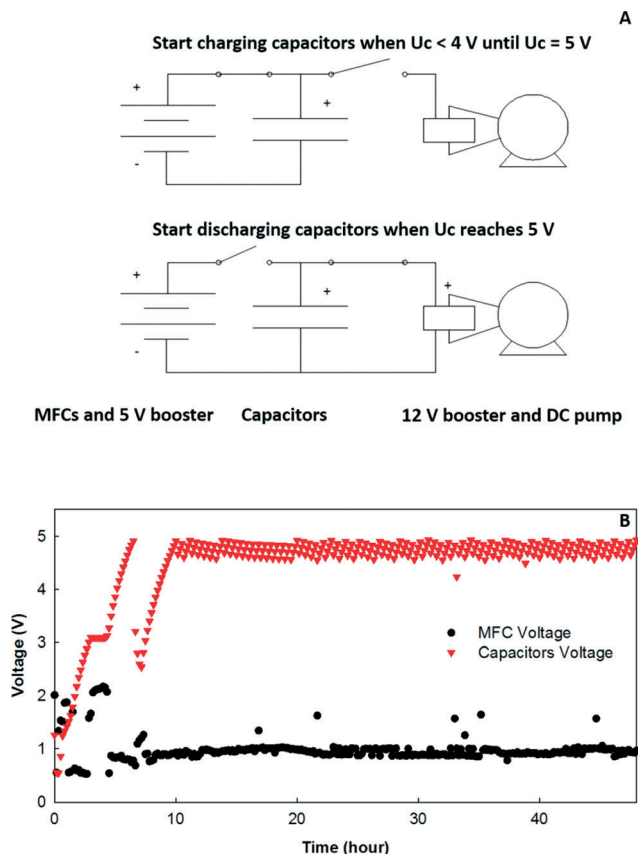 A
Start charging capacitors when Uc < 4 V until Uc = 5 V
+
+
-
Start discharging capacitors when Uc reaches 5 V
+
+
+
-
MFCs and 5 V booster Capacitors 12 V booster and DC pump
B
5
4
3
2
1
0
Voltage (V)
MFC Voltage
Capacitors Voltage
0 10 20 30 40
Time (hour)